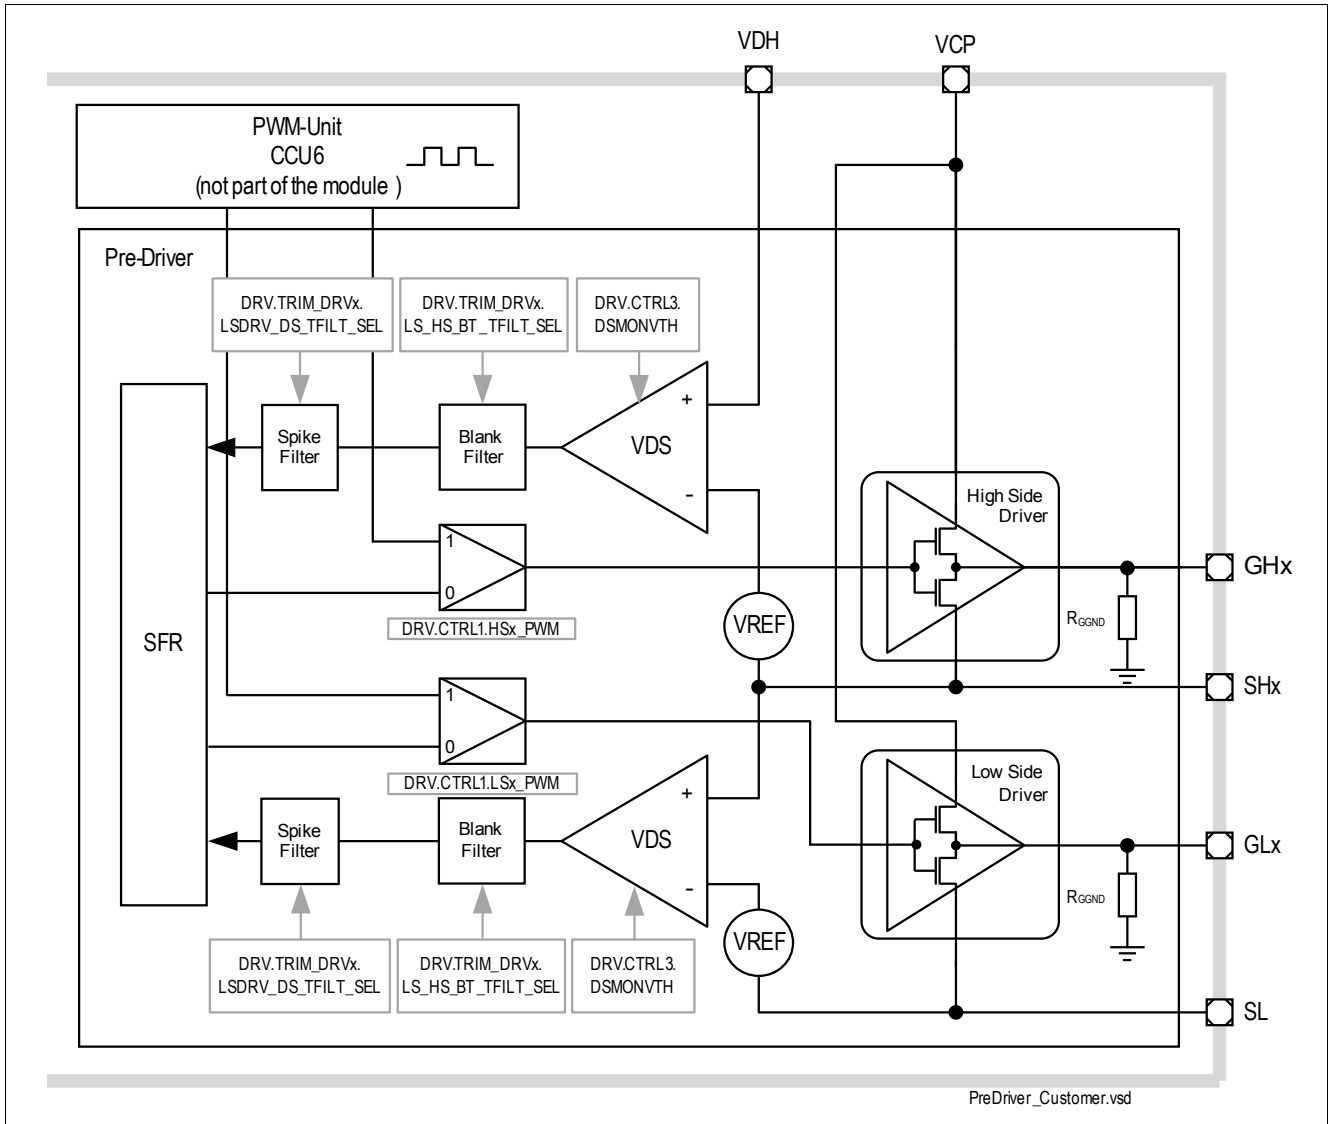 VDH
VCP
PWM-Unit
CCU6
(not part of the module )
Pre-Driver
DRV.TRIM_DRVx.
LSDRV_DS_TFILT_SEL
DRV.TRIM_DRVx.
LS_HS_BT_TFILT_SEL
DRV.CTRL3.
DSMONVTH
+
VDS
-
Spike
Filter
Blank
Filter
High Side
Driver
1
0
DRV.CTRL1.HSx_PWM
GHx
RGGND
VREF
SFR
SHx
1
0
DRV.CTRL1.LSx_PWM
Low Side
Driver
+
VDS
-
Spike
Filter
Blank
Filter
GLx
RGGND
VREF
DRV.TRIM_DRVx.
LSDRV_DS_TFILT_SEL
DRV.TRIM_DRVx.
LS_HS_BT_TFILT_SEL
DRV.CTRL3.
DSMONVTH
SL
PreDriver_Customer.vsd